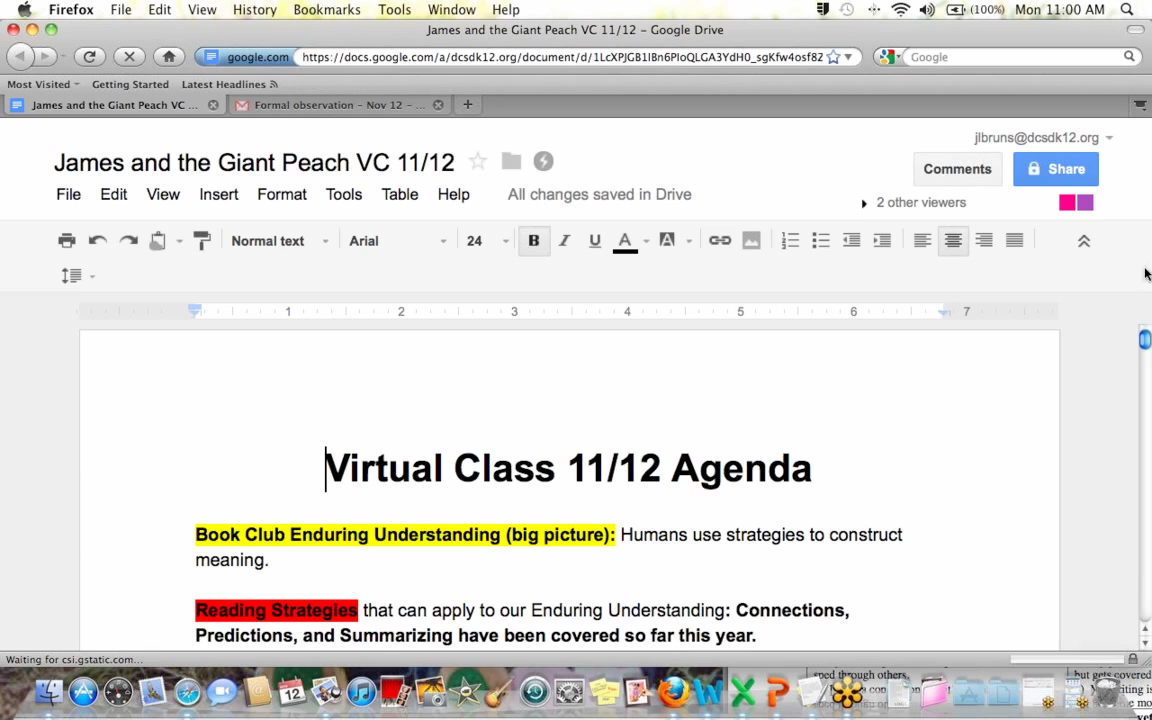 Firefox File Edit View History Bookmarks Tools Window Help (100%) Mon 11:00 AM
James and the Giant Peach VC 11/12 – Google Drive
google.com https://docs.google.com/a/dcsdk12.org/document/d/1LcXPJGB1IBn6PIoQLGA3YdH0_sgKfw4osf82 Google
Most Visited Getting Started Latest Headlines
James and the Giant Peach VC ... Formal observation – Nov 12 – ...
jlbruns@dcsdk12.org
James and the Giant Peach VC 11/12
Comments Share
File Edit View Insert Format Tools Table Help All changes saved in Drive
2 other viewers
Normal text Arial 24 B I U A A
1 2 3 4 5 6 7
Virtual Class 11/12 Agenda
Book Club Enduring Understanding (big picture): Humans use strategies to construct
meaning.
Reading Strategies that can apply to our Enduring Understanding: Connections,
Predictions, and Summarizing have been covered so far this year.
Waiting for csi.gstatic.com...